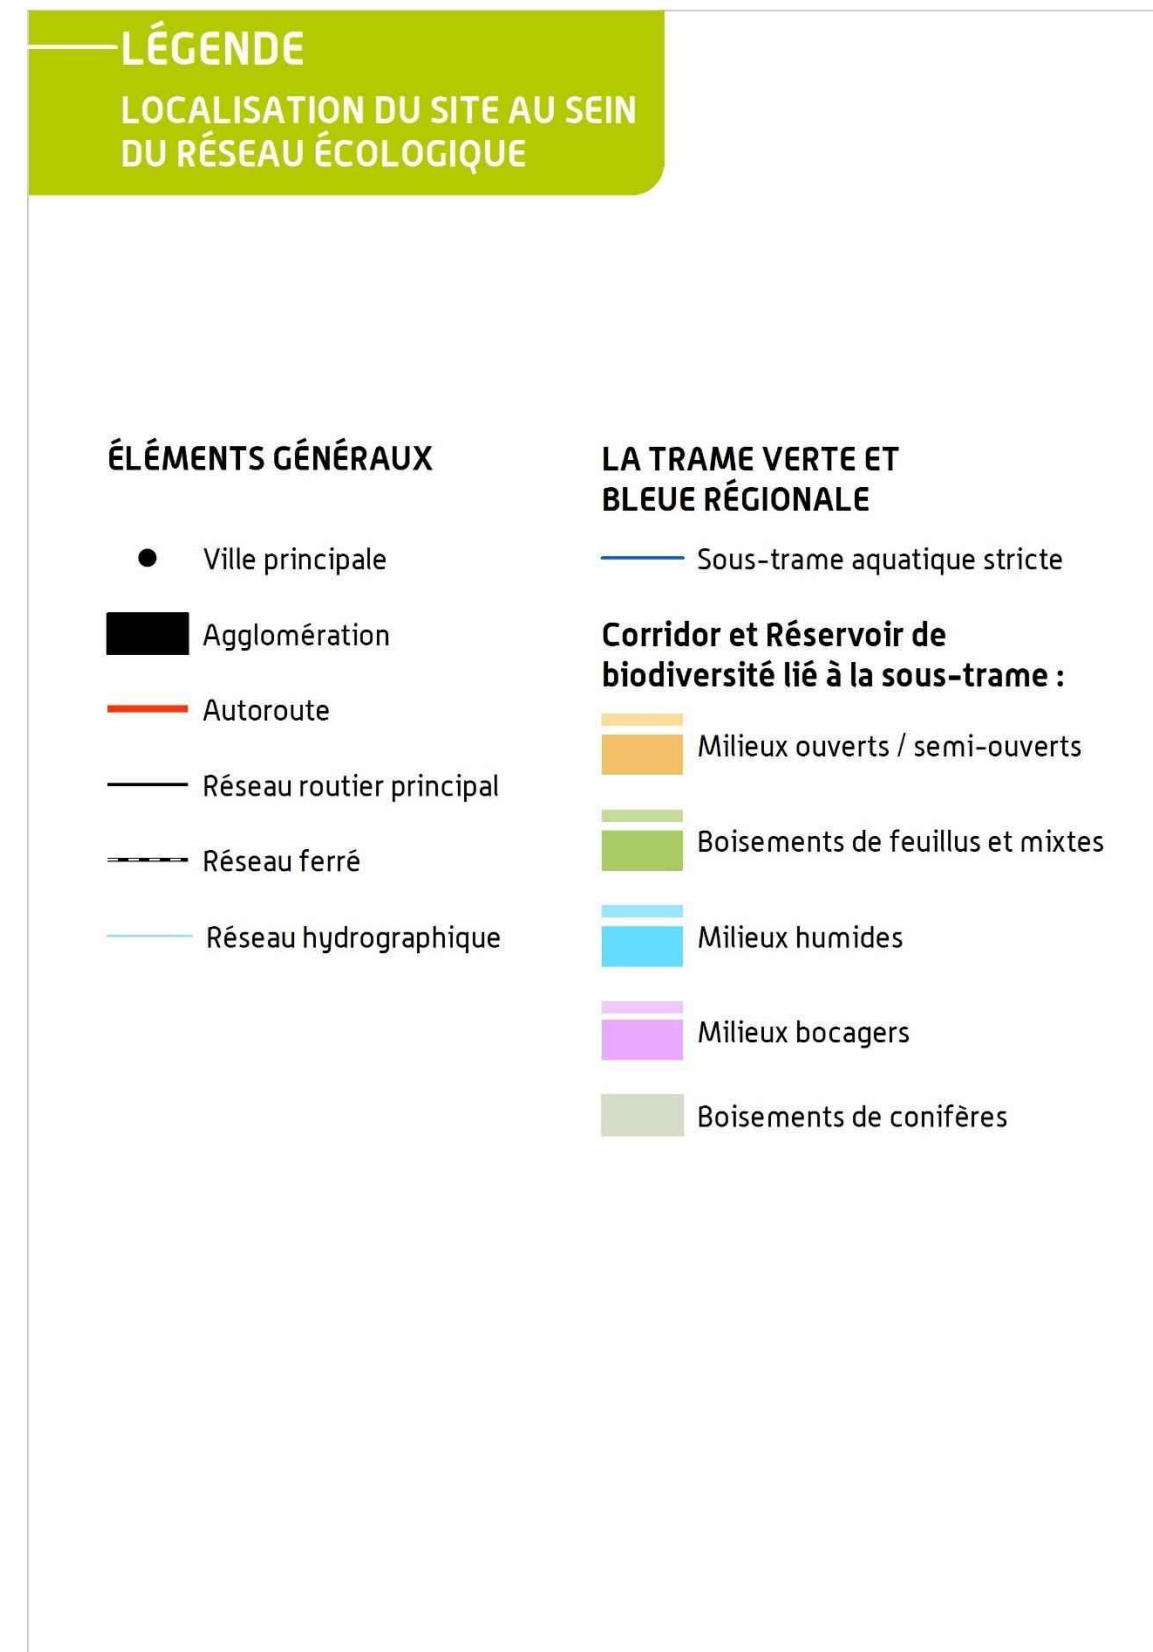 LÉGENDE
LOCALISATION DU SITE AU SEIN
DU RÉSEAU ÉCOLOGIQUE
ÉLÉMENTS GÉNÉRAUX
Ville principale
Agglomération
Autoroute
Réseau routier principal
Réseau ferré
Réseau hydrographique
LA TRAME VERTE ET
BLEUE RÉGIONALE
Sous-trame aquatique stricte
Corridor et Réservoir de
biodiversité lié à la sous-trame :
Milieux ouverts / semi-ouverts
Boisements de feuillus et mixtes
Milieux humides
Milieux bocagers
Boisements de conifères